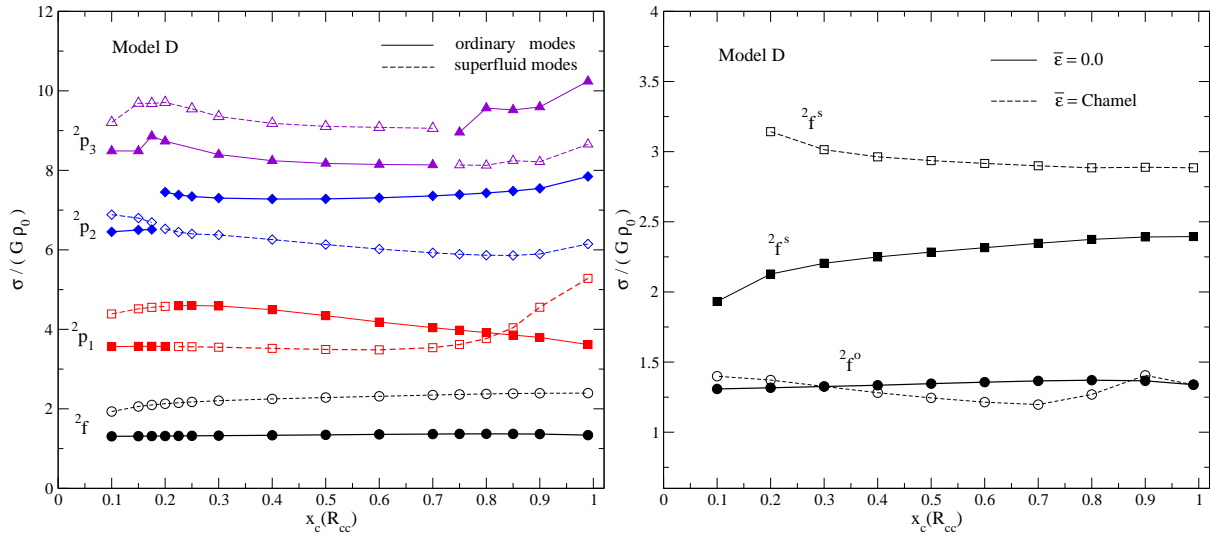 12
10
8
6
4
2
0
σ / ( G ρ₀ )
Model D
ordinary modes
superfluid modes
²p₃
²p₂
²p₁
²f
0 0.1 0.2 0.3 0.4 0.5 0.6 0.7 0.8 0.9 1
x_c(R_cc)
4
3.5
3
2.5
2
1.5
1
σ / ( G ρ₀ )
Model D
ε̅ = 0.0
ε̅ = Chamel
²fˢ
²fˢ
²fᵒ
0 0.1 0.2 0.3 0.4 0.5 0.6 0.7 0.8 0.9 1
x_c(R_cc)